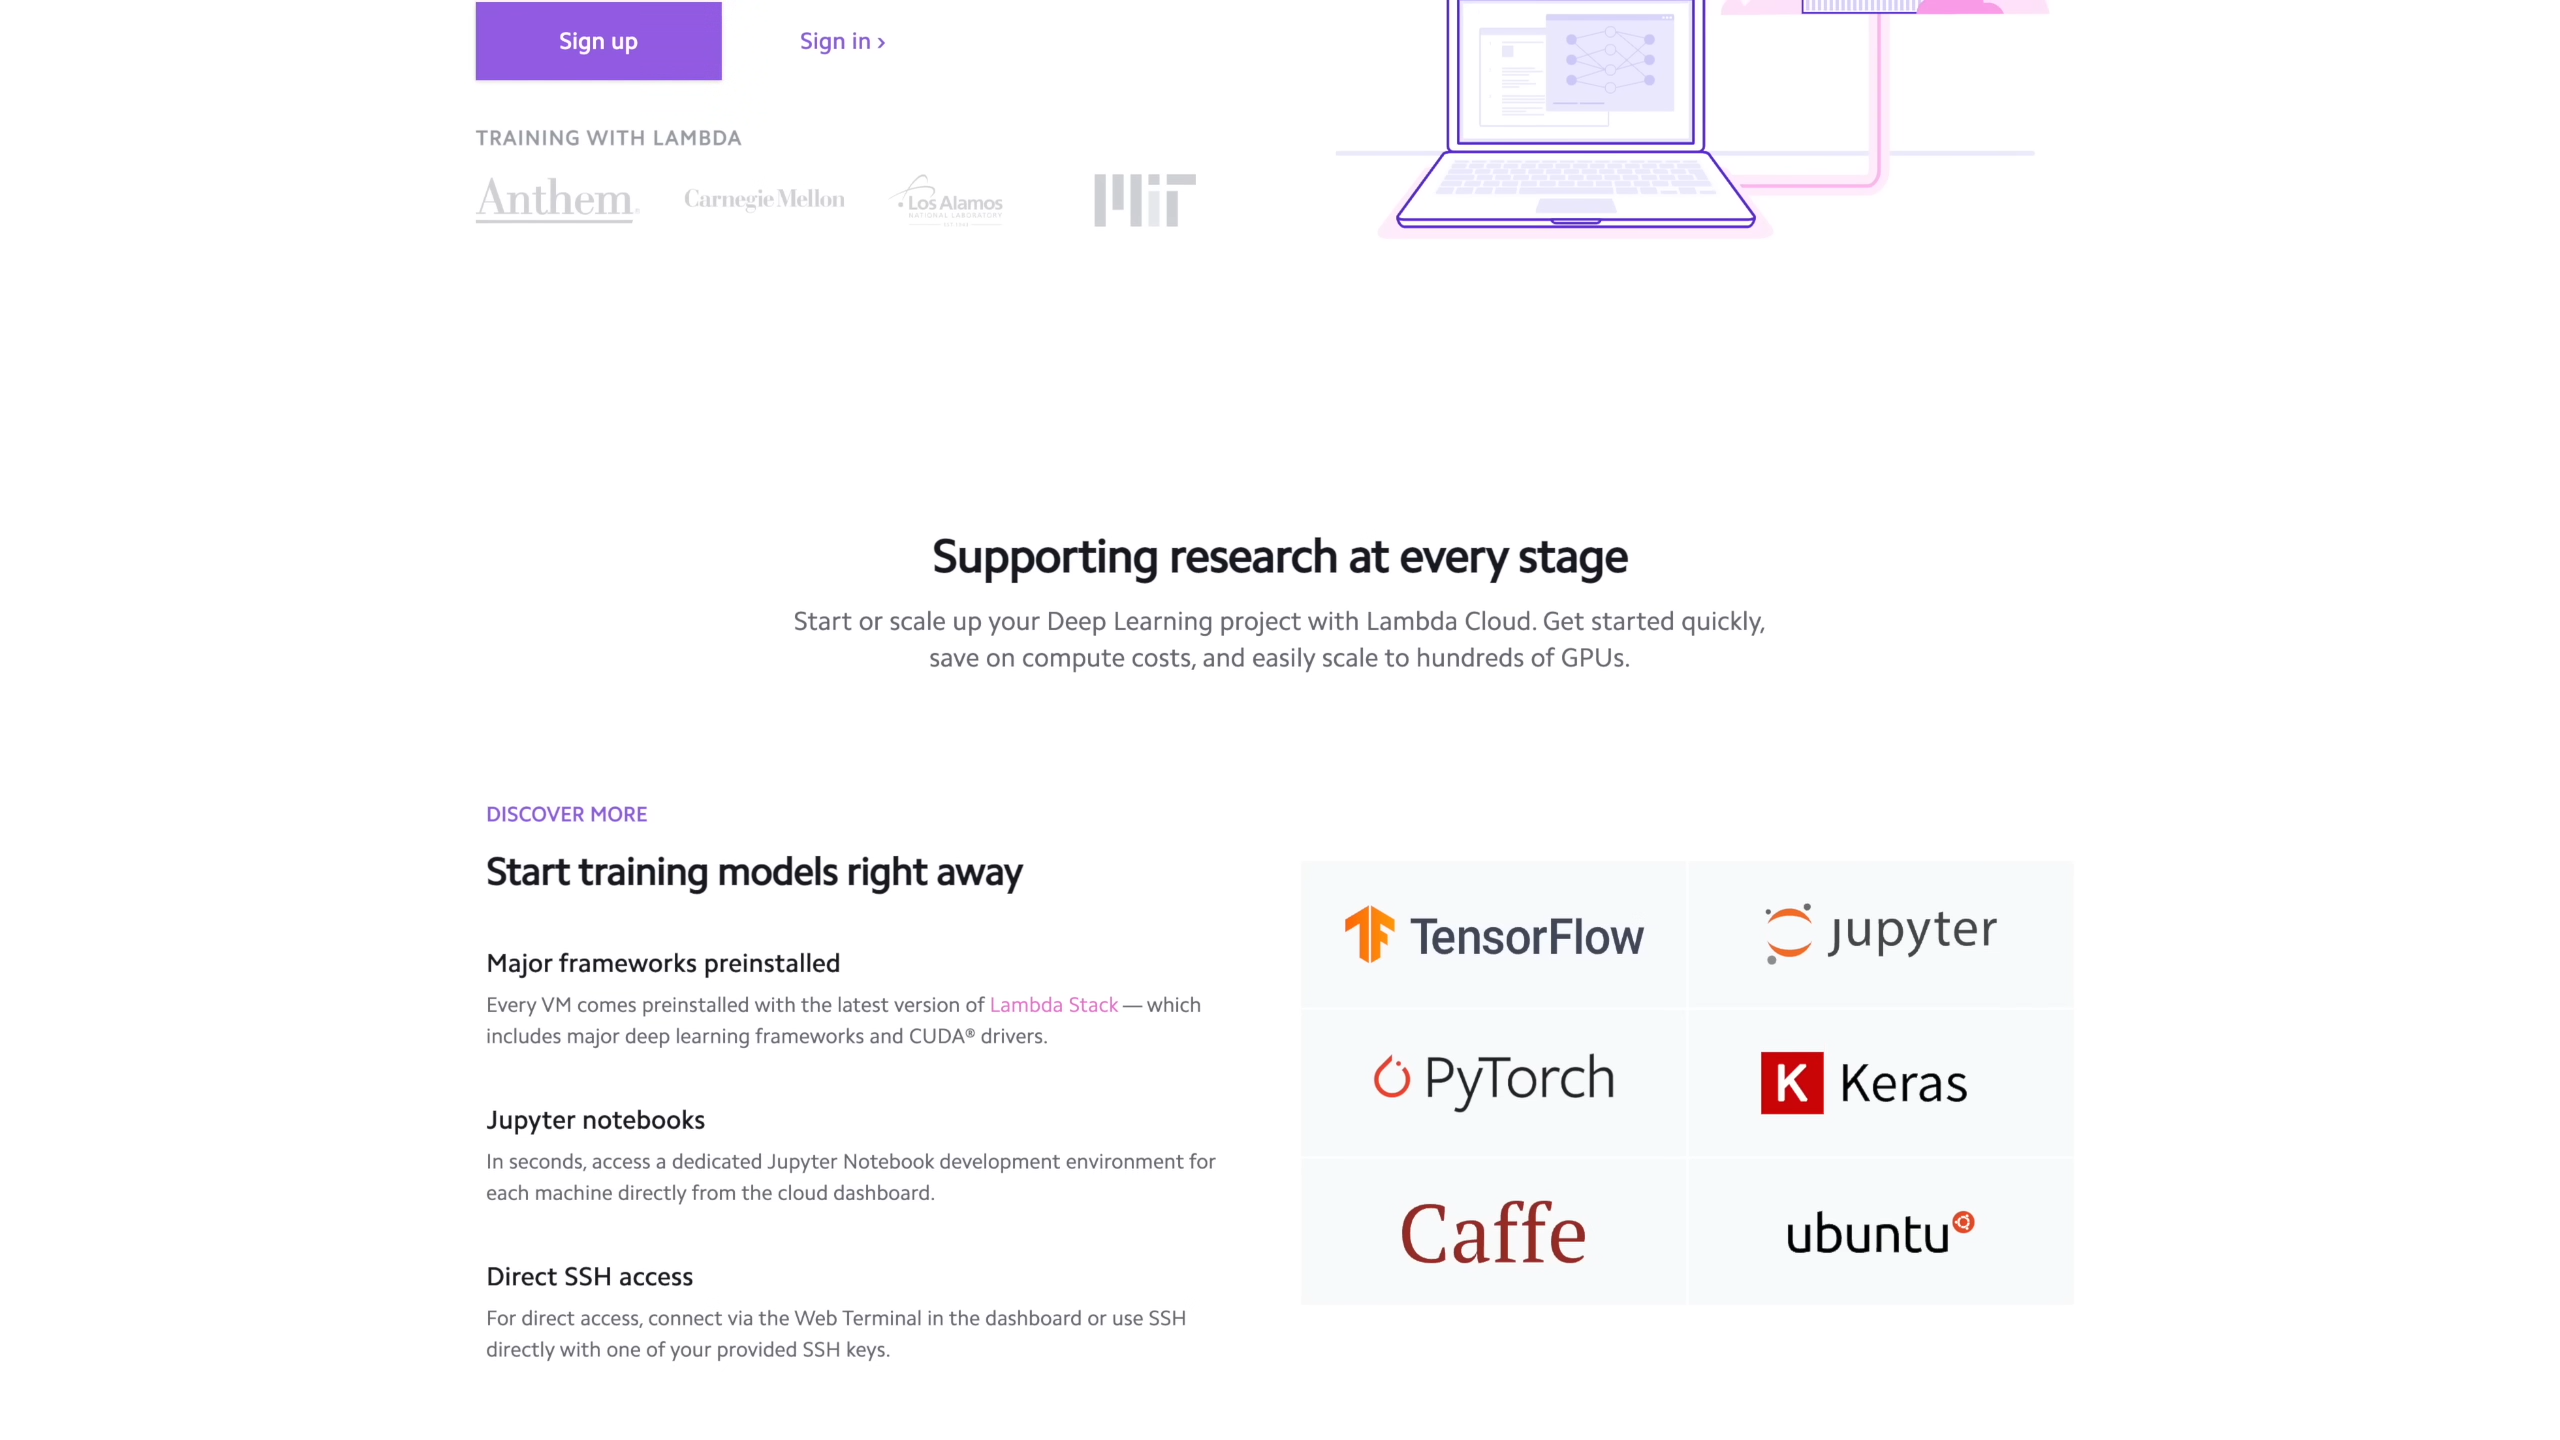 Sign up
Sign in ›
TRAINING WITH LAMBDA
Anthem
Carnegie Mellon
Los Alamos
NATIONAL LABORATORY
EST. 1943
MIT
Supporting research at every stage
Start or scale up your Deep Learning project with Lambda Cloud. Get started quickly,
save on compute costs, and easily scale to hundreds of GPUs.
DISCOVER MORE
Start training models right away
Major frameworks preinstalled
Every VM comes preinstalled with the latest version of Lambda Stack — which
includes major deep learning frameworks and CUDA® drivers.
Jupyter notebooks
In seconds, access a dedicated Jupyter Notebook development environment for
each machine directly from the cloud dashboard.
Direct SSH access
For direct access, connect via the Web Terminal in the dashboard or use SSH
directly with one of your provided SSH keys.
TensorFlow
jupyter
PyTorch
K Keras
Caffe
ubuntu